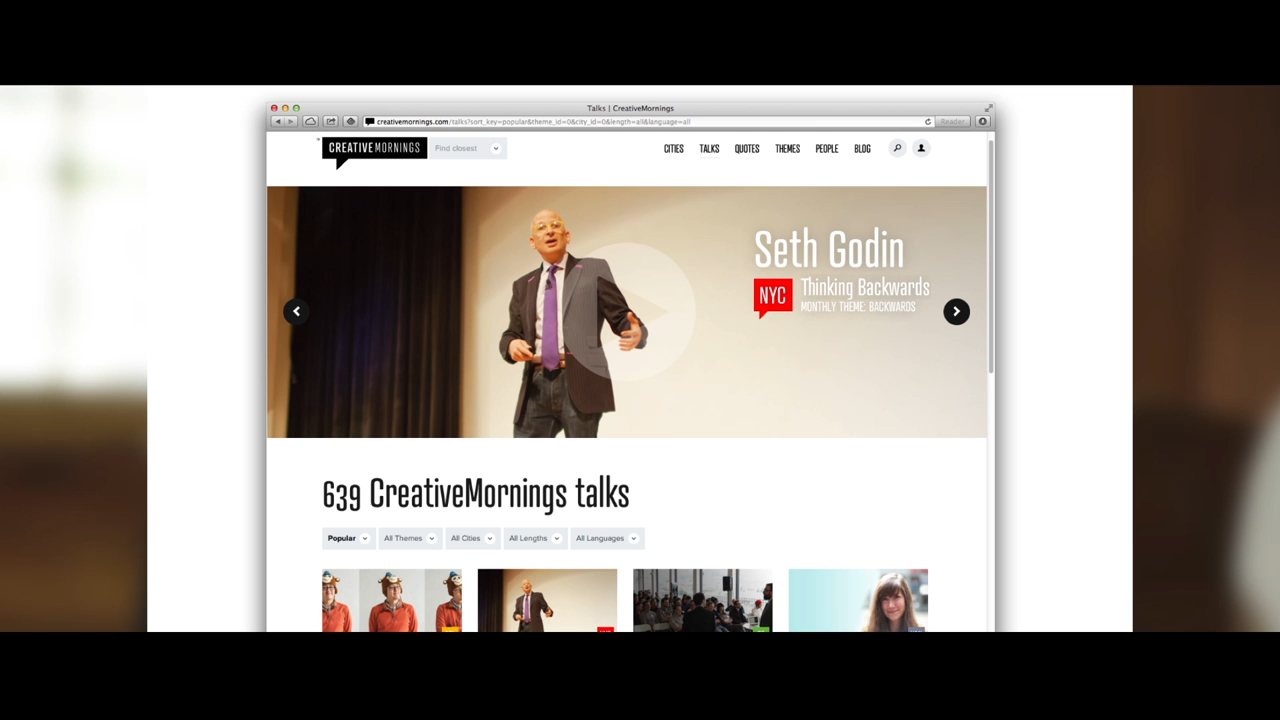 Talks | CreativeMornings
creativemornings.com/talks?sort_key=popular&theme_id=0&city_id=0&length=all&language=all
Reader
CREATIVEMORNINGS
Find closest
CITIES
TALKS
QUOTES
THEMES
PEOPLE
BLOG
Seth Godin
NYC
Thinking Backwards
MONTHLY THEME: BACKWARDS
639 CreativeMornings talks
Popular
All Themes
All Cities
All Lengths
All Languages